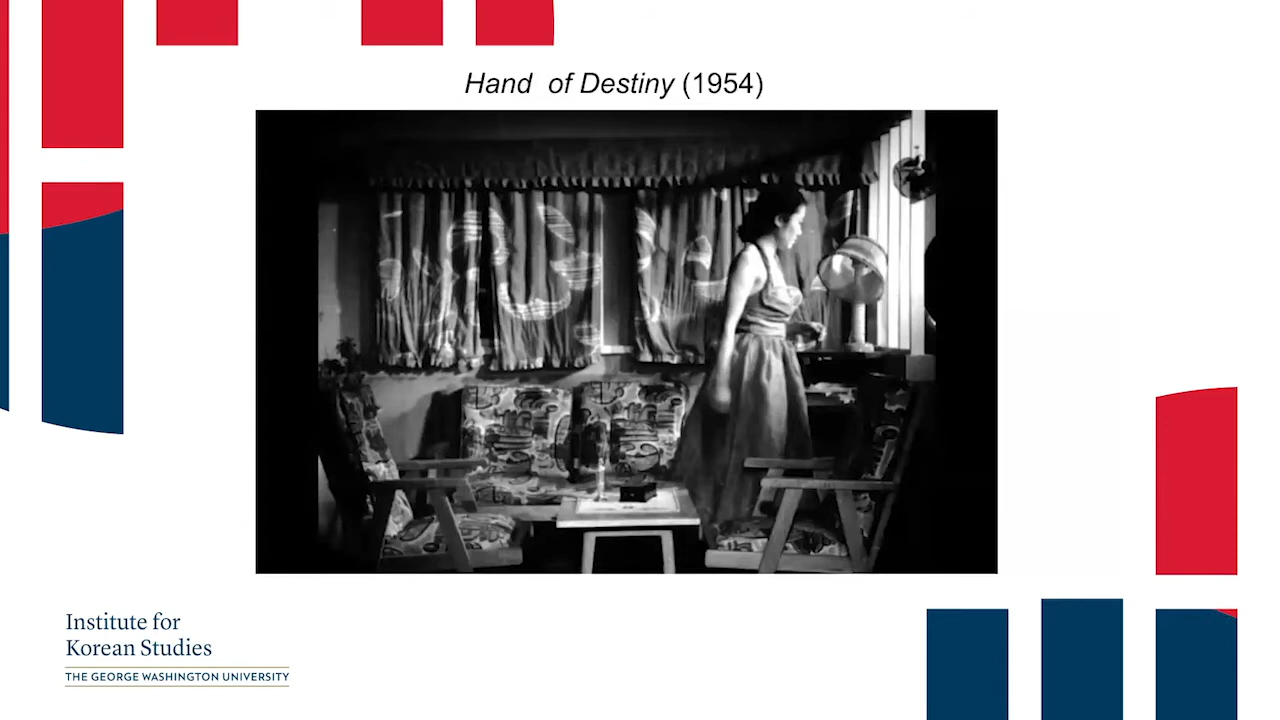 Hand of Destiny (1954)
Institute for
Korean Studies
THE GEORGE WASHINGTON UNIVERSITY